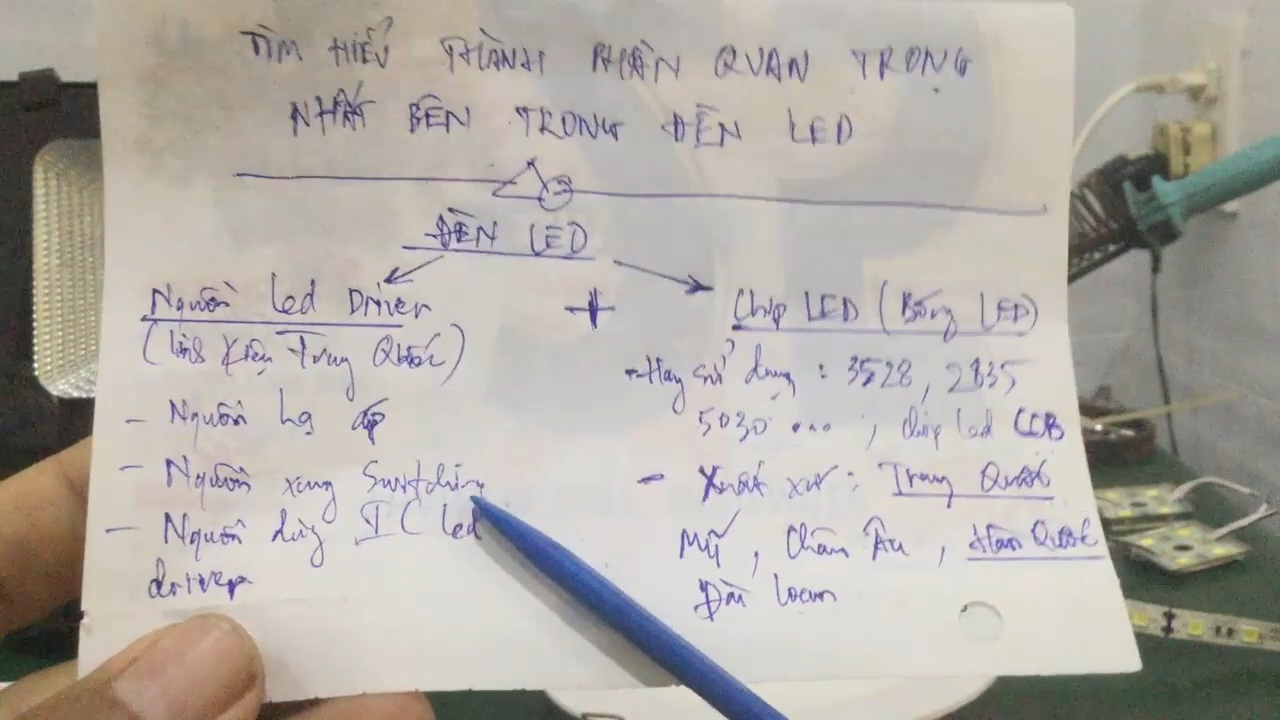 TÌM HIỂU THÀNH PHẦN QUAN TRỌNG
NHẤT BÊN TRONG ĐÈN LED
ĐÈN LED
Nguồn Led Driver
(linh Kiện Trung Quốc)
- Nguồn hạ áp
- Nguồn xung Switching
- Nguồn dùng IC led
driver
+
Chip LED (Bóng LED)
- Hay sử dụng : 3528, 2835
5030 ... ; chip led COB
- Xuất xứ : Trung Quốc
Mỹ, Châu Âu, Hàn Quốc
Đài Loan